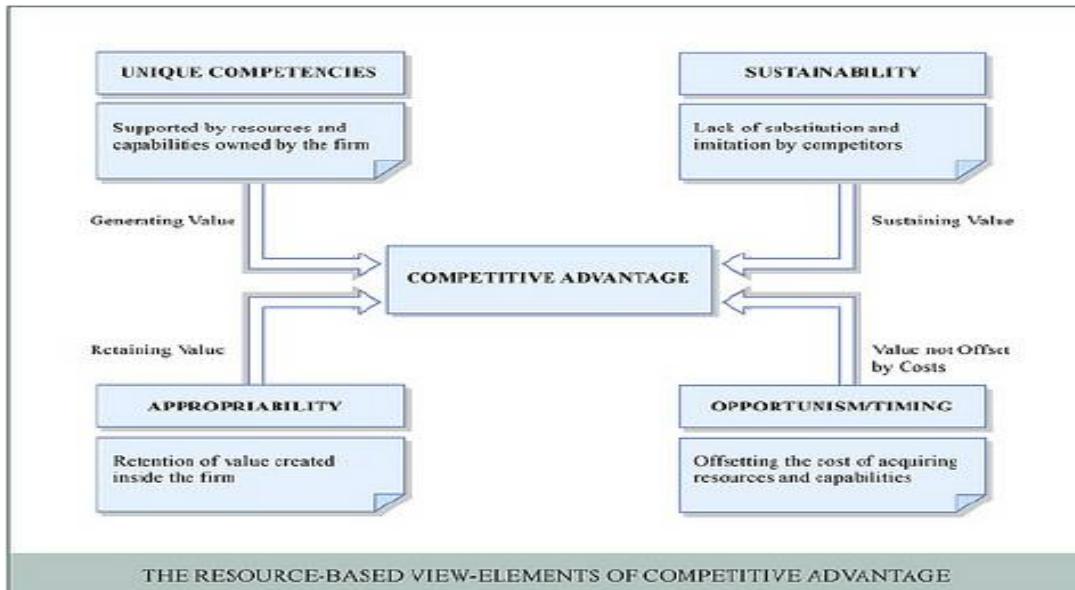 UNIQUE COMPETENCIES
Supported by resources and
capabilities owned by the firm
Generating Value
SUSTAINABILITY
Lack of substitution and
imitation by competitors
Sustaining Value
COMPETITIVE ADVANTAGE
Retaining Value
APPROPRIABILITY
Retention of value created
inside the firm
Value not Offset
by Costs
OPPORTUNISM/TIMING
Offsetting the cost of acquiring
resources and capabilities
THE RESOURCE-BASED VIEW-ELEMENTS OF COMPETITIVE ADVANTAGE